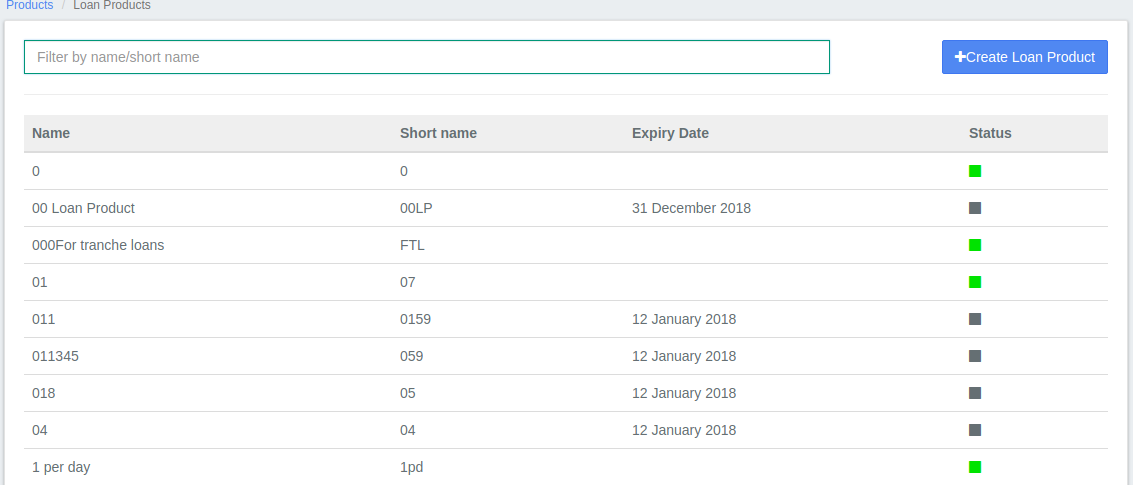 Products / Loan Products
Filter by name/short name
+Create Loan Product
Name Short name Expiry Date Status
0 0
00 Loan Product 00LP 31 December 2018
000For tranche loans FTL
01 07
011 0159 12 January 2018
011345 059 12 January 2018
018 05 12 January 2018
04 04 12 January 2018
1 per day 1pd